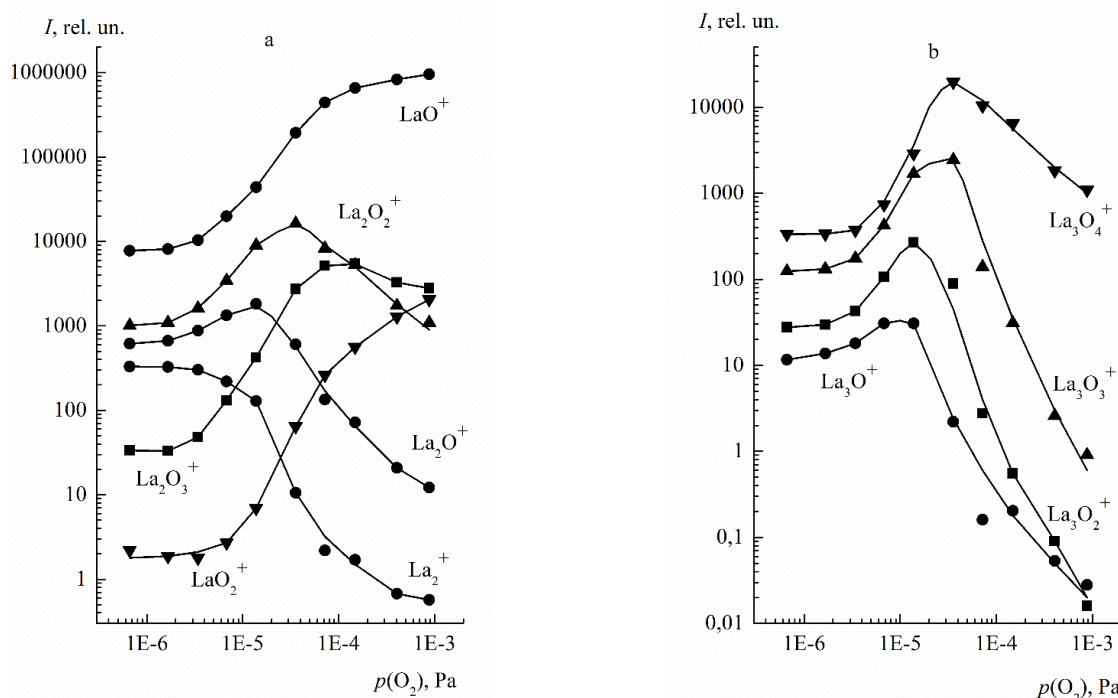 I, rel. un.
a
1000000
100000
10000
1000
100
10
1
LaO+
La2O2+
La2O+
La2O3+
LaO2+
La2+
1E-6 1E-5 1E-4 1E-3
p(O2), Pa
I, rel. un.
b
10000
1000
100
10
1
0,1
0,01
La3O4+
La3O+
La3O3+
La3O2+
1E-6 1E-5 1E-4 1E-3
p(O2), Pa